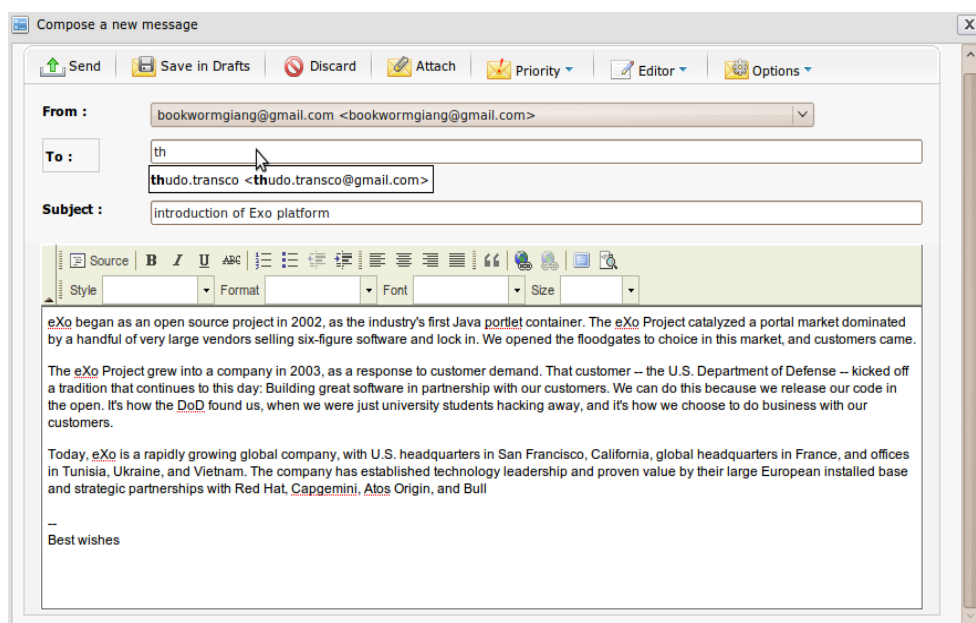 Compose a new message
X
Send Save in Drafts Discard Attach Priority Editor Options
From : bookwormgiang@gmail.com <bookwormgiang@gmail.com>
To : th
thudo.transco <thudo.transco@gmail.com>
Subject : introduction of Exo platform
Source B I U ABC
Style Format Font Size
eXo began as an open source project in 2002, as the industry's first Java portlet container. The eXo Project catalyzed a portal market dominated
by a handful of very large vendors selling six-figure software and lock in. We opened the floodgates to choice in this market, and customers came.
The eXo Project grew into a company in 2003, as a response to customer demand. That customer -- the U.S. Department of Defense -- kicked off
a tradition that continues to this day: Building great software in partnership with our customers. We can do this because we release our code in
the open. It's how the DoD found us, when we were just university students hacking away, and it's how we choose to do business with our
customers.
Today, eXo is a rapidly growing global company, with U.S. headquarters in San Francisco, California, global headquarters in France, and offices
in Tunisia, Ukraine, and Vietnam. The company has established technology leadership and proven value by their large European installed base
and strategic partnerships with Red Hat, Capgemini, Atos Origin, and Bull
--
Best wishes